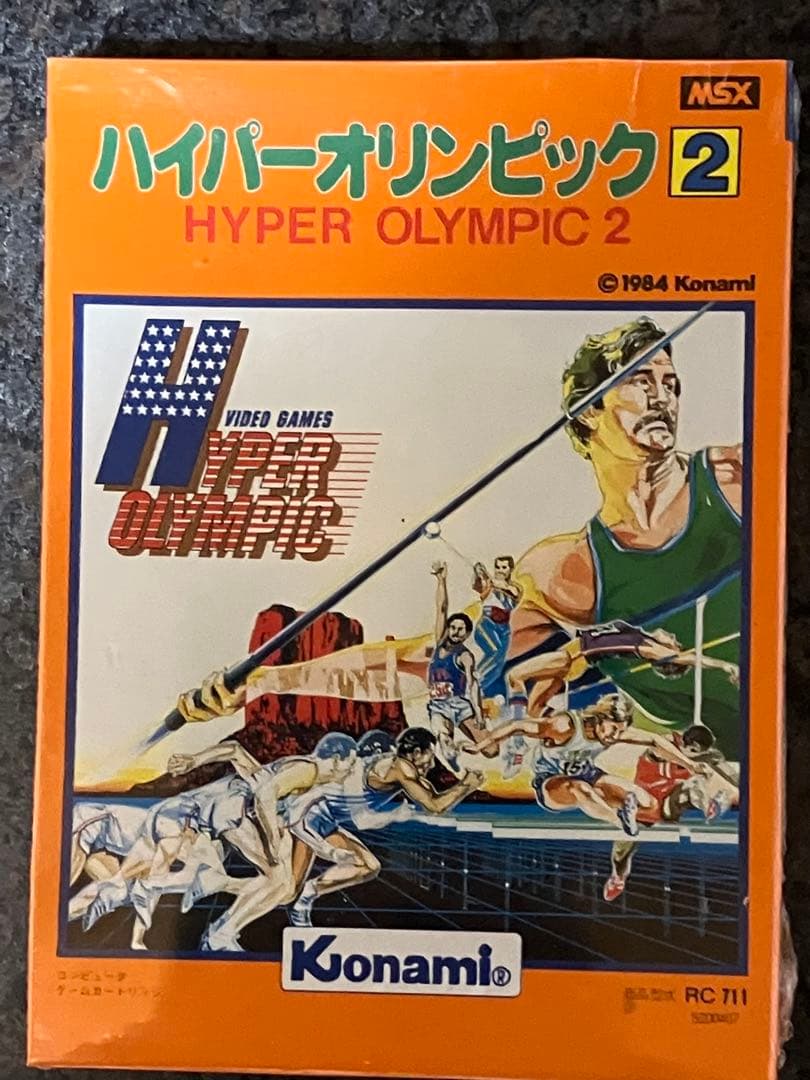 MSX
ハイパーオリンピック 2
HYPER OLYMPIC 2
©1984 Konami
H
VIDEO GAMES
HYPER
OLYMPIC
Konami®
コンピュータ
ゲームカートリッジ
RC 711